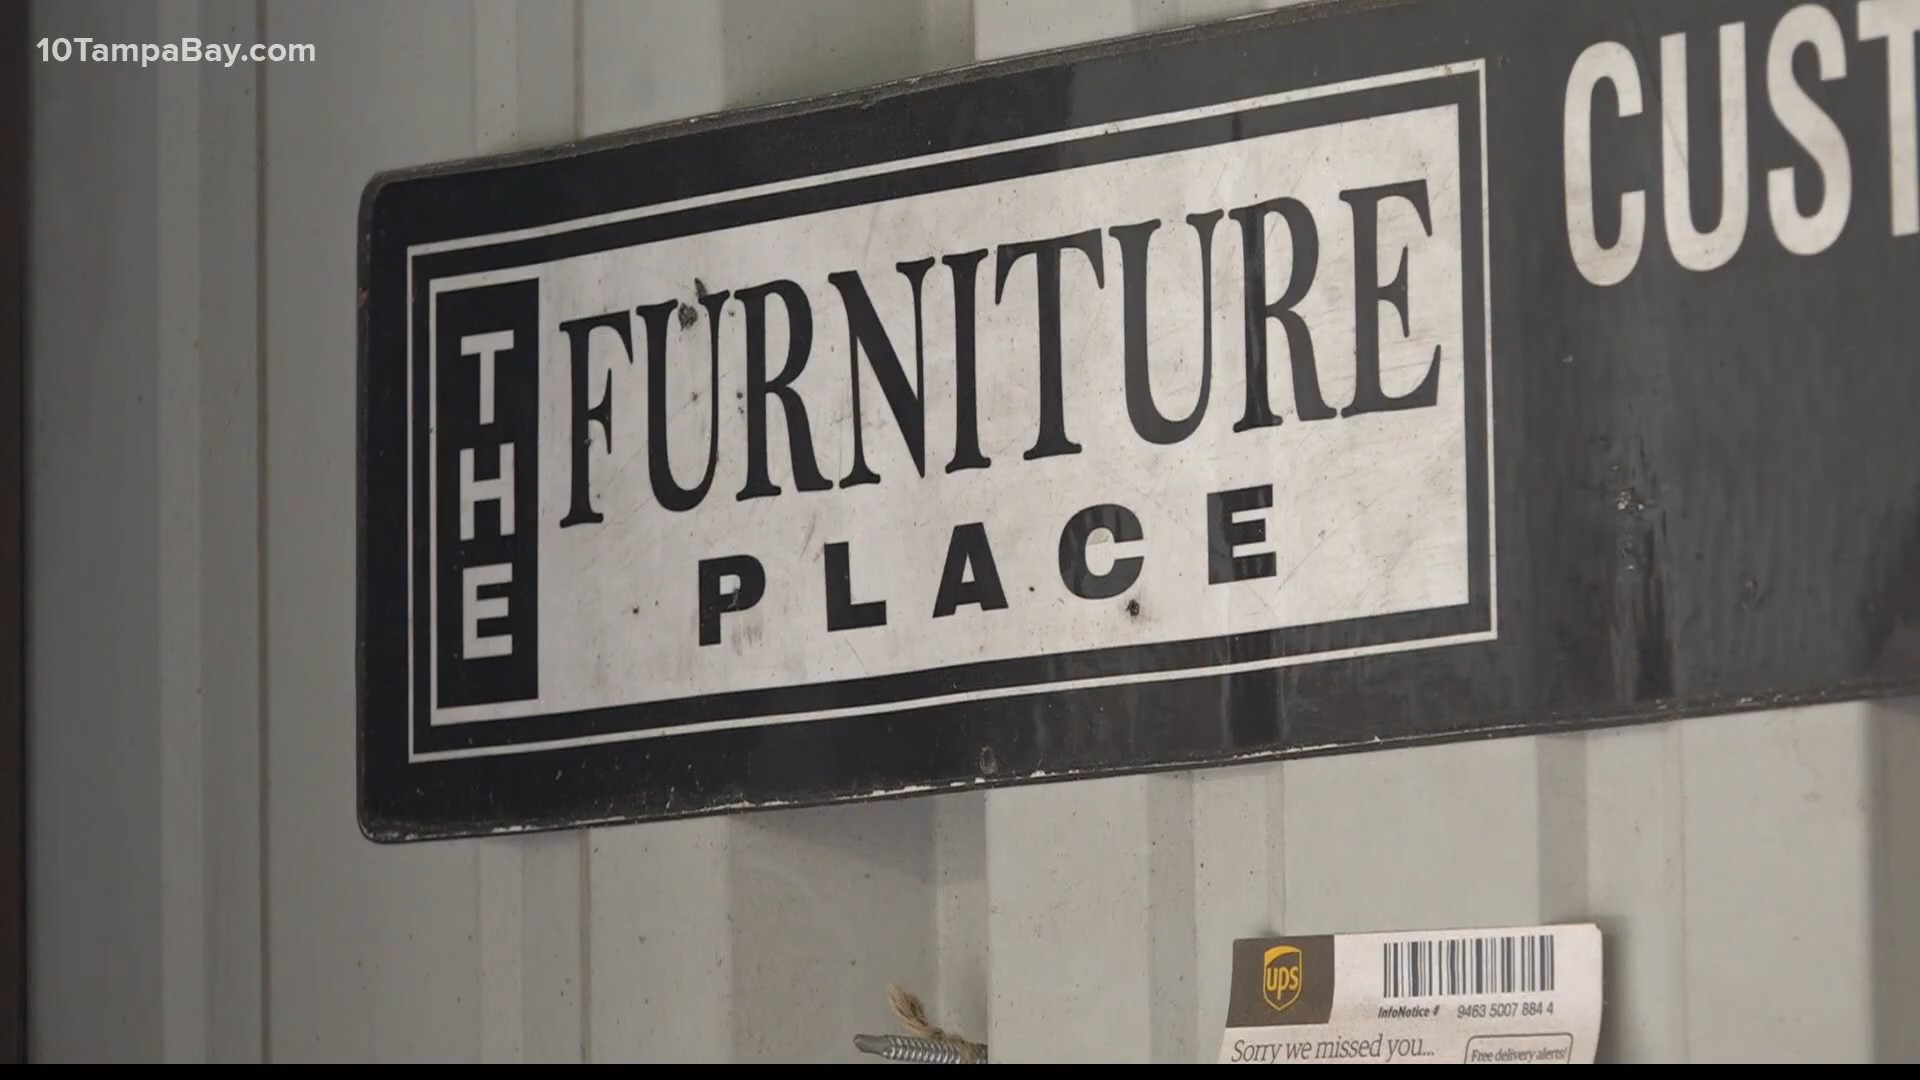 10TampaBay.com
THE
FURNITURE
PLACE
CUST
ups
InfoNotice # 9463 5007 884 4
Sorry we missed you...
Free delivery alerts!